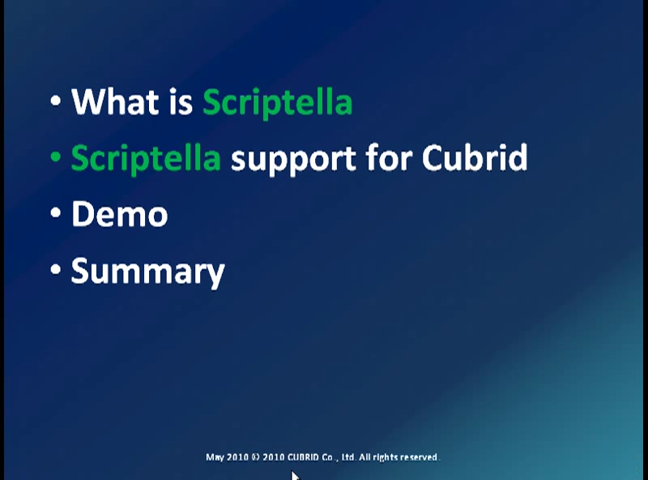 • What is Scriptella
• Scriptella support for Cubrid
• Demo
• Summary
May 2010 © 2010 CUBRID Co., Ltd. All rights reserved.